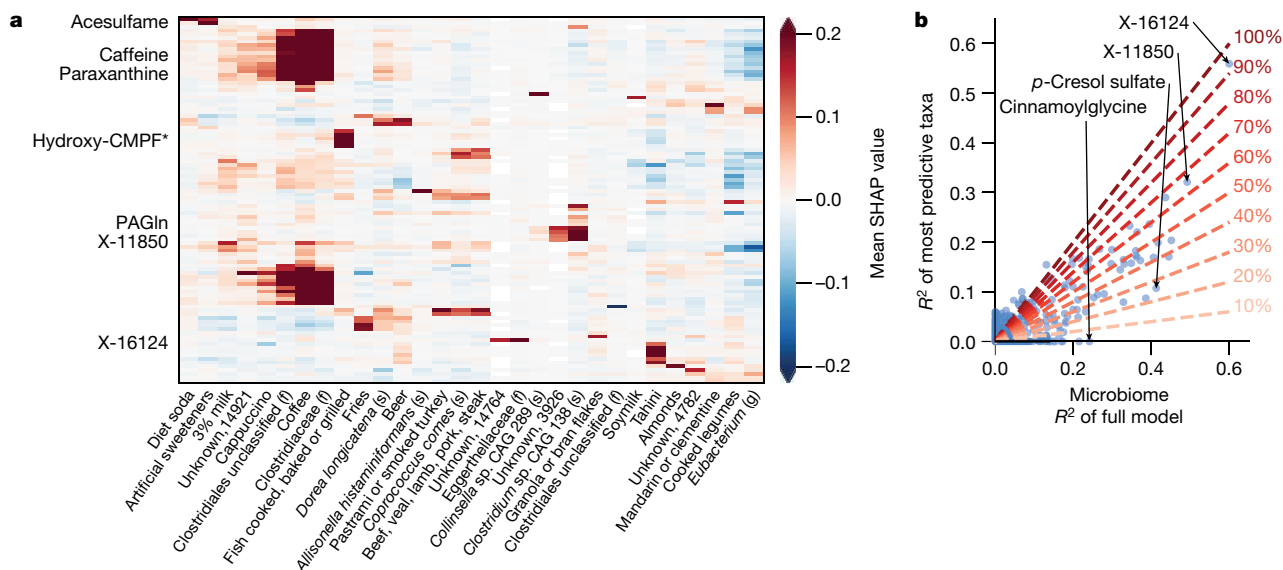 a
Acesulfame
Caffeine
Paraxanthine
Hydroxy-CMPF*
PAGln
X-11850
X-16124
Diet soda
Artificial sweeteners
3% milk
Unknown, 14921
Cappuccino
Clostridiales unclassified (f)
Coffee
Clostridiaceae (f)
Fish cooked, baked or grilled
Fries
Dorea longicatena (s)
Beer
Allisonella histaminiformans (s)
Pastrami or smoked turkey
Coprococcus comes (s)
Beef, veal, lamb, pork, steak
Unknown, 14764
Eggerthellaceae (f)
Collinsella sp. CAG 289 (s)
Unknown, 3926
Clostridium sp. CAG 138 (s)
Granola or bran flakes
Clostridiales unclassified (f)
Soymilk
Tahini
Almonds
Unknown, 4782
Mandarin or clementine
Cooked legumes
Eubacterium (g)
0.2
0.1
0.0
−0.1
−0.2
Mean SHAP value
b
X-16124
X-11850
p-Cresol sulfate
Cinnamoylglycine
R² of most predictive taxa
0.6
0.5
0.4
0.3
0.2
0.1
0.0
100%
90%
80%
70%
60%
50%
40%
30%
20%
10%
0.0
0.2
0.4
0.6
Microbiome
R² of full model